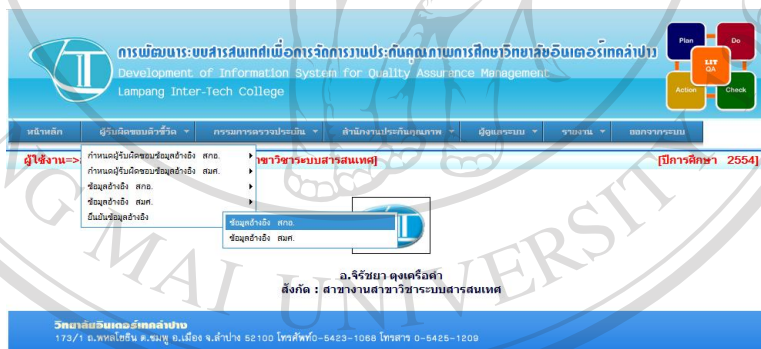 การพัฒนาระบบสารสนเทศเพื่อการจัดการงานประกันคุณภาพการศึกษาวิทยาลัยอินเตอร์เทคลำปาง
Development of Information System for Quality Assurance Management
Lampang Inter-Tech College
Plan
Do
LIT
QA
Action
Check
หน้าหลัก ผู้รับผิดชอบตัวชี้วัด กรรมการตรวจประเมิน สำนักงานประกันคุณภาพ ผู้ดูแลระบบ รายงาน ออกจากระบบ
ผู้ใช้งาน=> สาขาวิชาระบบสารสนเทศ] [ปีการศึกษา 2554]
กำหนดผู้รับผิดชอบข้อมูลอ้างอิง สกอ.
กำหนดผู้รับผิดชอบข้อมูลอ้างอิง สมศ.
ข้อมูลอ้างอิง สกอ.
ข้อมูลอ้างอิง สมศ.
ยืนยันข้อมูลอ้างอิง
ข้อมูลอ้างอิง สกอ.
ข้อมูลอ้างอิง สมศ.
อ.จิรัชยา ตุงเครือคำ
สังกัด : สาขางานสาขาวิชาระบบสารสนเทศ
วิทยาลัยอินเตอร์เทคลำปาง
173/1 ถ.พหลโยธิน ต.ชมพู อ.เมือง จ.ลำปาง 52100 โทรศัพท์0-5423-1068 โทรสาร 0-5425-1209
MAI UNIVERSITY